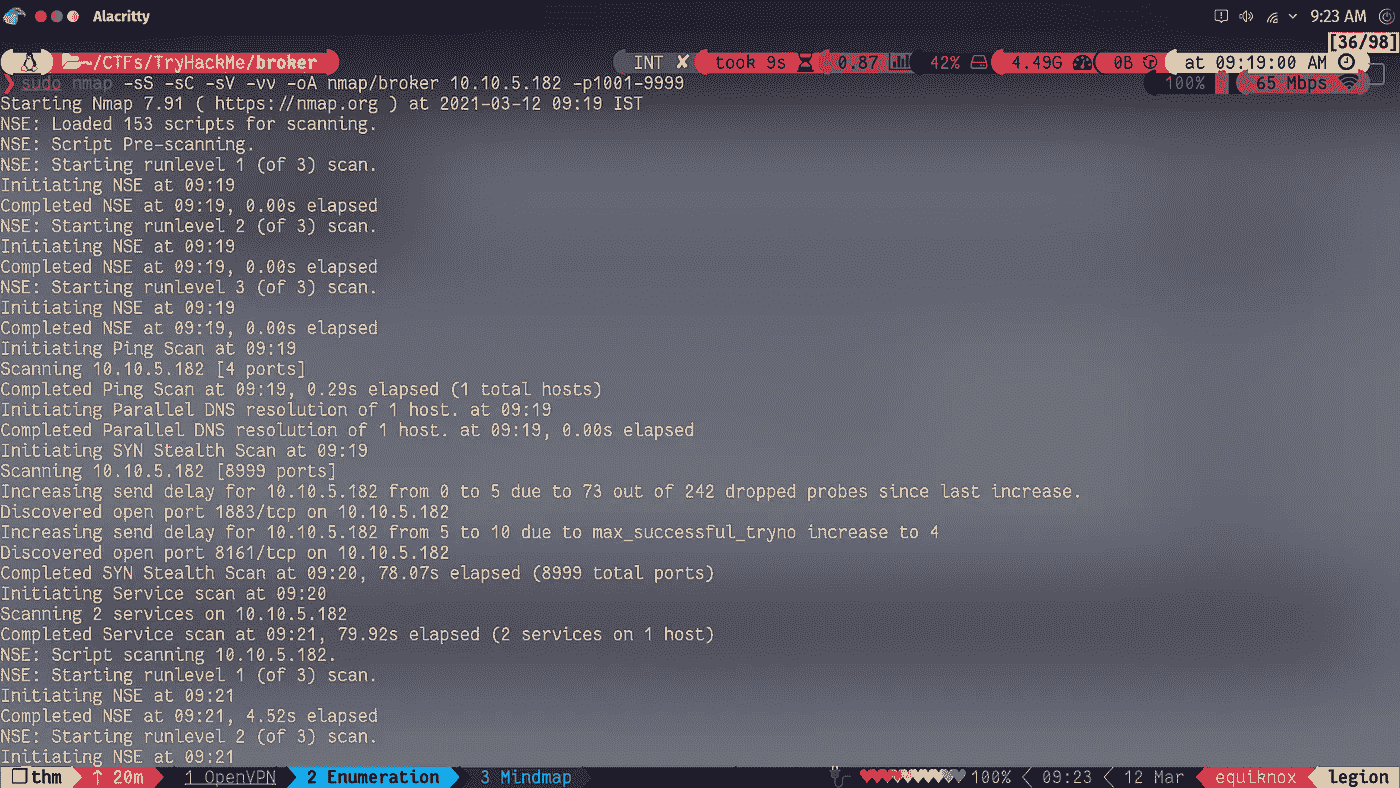 Alacritty 9:23 AM
[36/98]
~/CTFs/TryHackMe/broker INT ✘ took 9s 0.87 42% 4.49G 0B at 09:19:00 AM
❯ sudo nmap -sS -sC -sV -vv -oA nmap/broker 10.10.5.182 -p1001-9999 100% 65 Mbps
Starting Nmap 7.91 ( https://nmap.org ) at 2021-03-12 09:19 IST
NSE: Loaded 153 scripts for scanning.
NSE: Script Pre-scanning.
NSE: Starting runlevel 1 (of 3) scan.
Initiating NSE at 09:19
Completed NSE at 09:19, 0.00s elapsed
NSE: Starting runlevel 2 (of 3) scan.
Initiating NSE at 09:19
Completed NSE at 09:19, 0.00s elapsed
NSE: Starting runlevel 3 (of 3) scan.
Initiating NSE at 09:19
Completed NSE at 09:19, 0.00s elapsed
Initiating Ping Scan at 09:19
Scanning 10.10.5.182 [4 ports]
Completed Ping Scan at 09:19, 0.29s elapsed (1 total hosts)
Initiating Parallel DNS resolution of 1 host. at 09:19
Completed Parallel DNS resolution of 1 host. at 09:19, 0.00s elapsed
Initiating SYN Stealth Scan at 09:19
Scanning 10.10.5.182 [8999 ports]
Increasing send delay for 10.10.5.182 from 0 to 5 due to 73 out of 242 dropped probes since last increase.
Discovered open port 1883/tcp on 10.10.5.182
Increasing send delay for 10.10.5.182 from 5 to 10 due to max_successful_tryno increase to 4
Discovered open port 8161/tcp on 10.10.5.182
Completed SYN Stealth Scan at 09:20, 78.07s elapsed (8999 total ports)
Initiating Service scan at 09:20
Scanning 2 services on 10.10.5.182
Completed Service scan at 09:21, 79.92s elapsed (2 services on 1 host)
NSE: Script scanning 10.10.5.182.
NSE: Starting runlevel 1 (of 3) scan.
Initiating NSE at 09:21
Completed NSE at 09:21, 4.52s elapsed
NSE: Starting runlevel 2 (of 3) scan.
Initiating NSE at 09:21
thm ↑ 20m 1 OpenVPN 2 Enumeration 3 Mindmap 100% 09:23 12 Mar equiknox legion